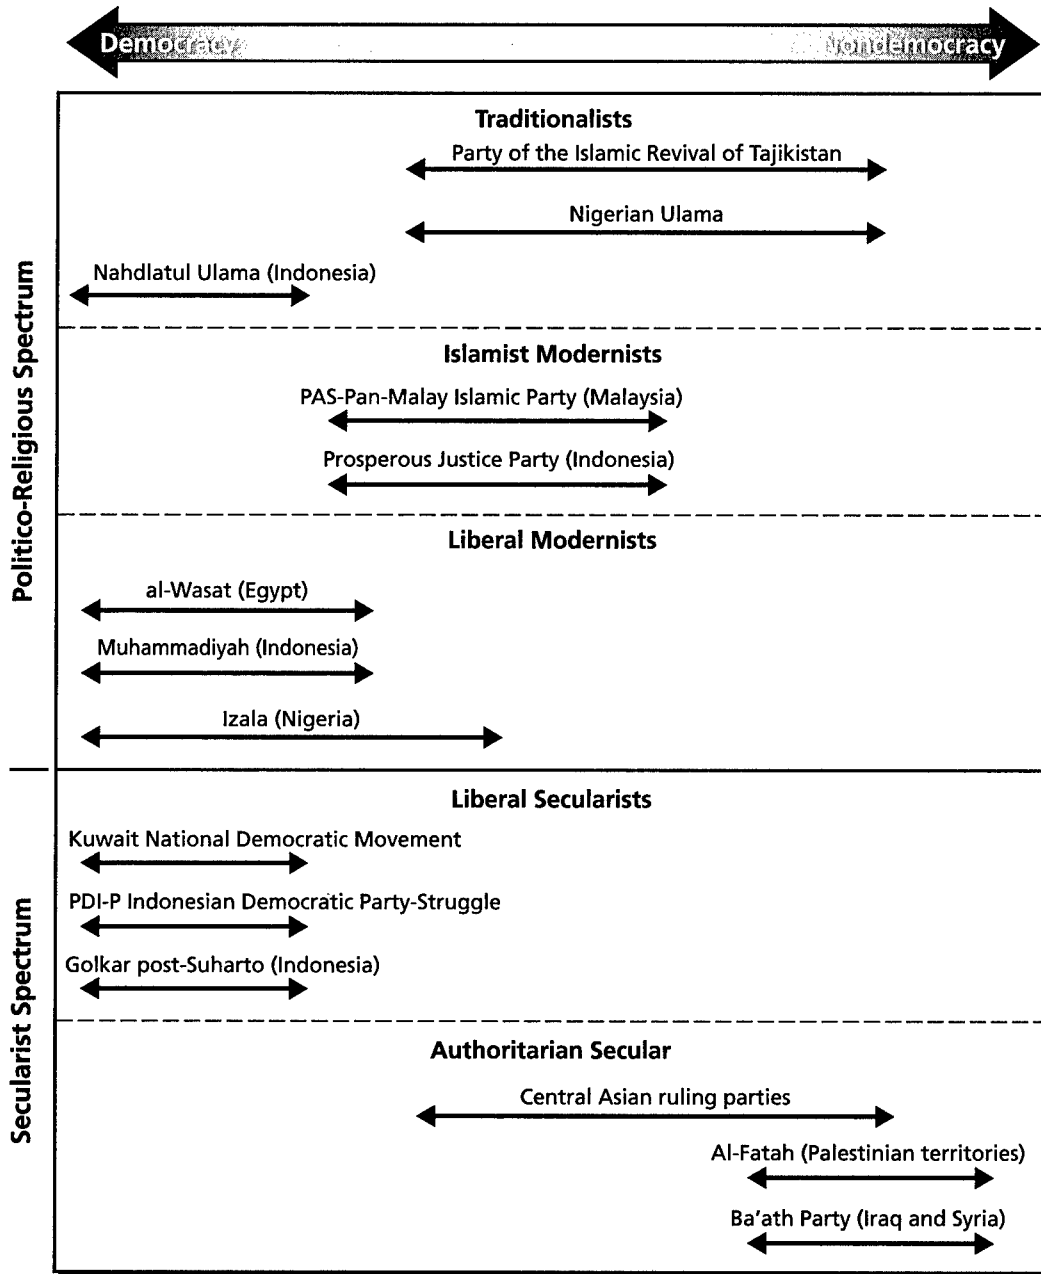 Democracy
Nondemocracy
Politico-Religious Spectrum
Traditionalists
Party of the Islamic Revival of Tajikistan
Nigerian Ulama
Nahdlatul Ulama (Indonesia)
Islamist Modernists
PAS-Pan-Malay Islamic Party (Malaysia)
Prosperous Justice Party (Indonesia)
Liberal Modernists
al-Wasat (Egypt)
Muhammadiyah (Indonesia)
Izala (Nigeria)
Secularist Spectrum
Liberal Secularists
Kuwait National Democratic Movement
PDI-P Indonesian Democratic Party-Struggle
Golkar post-Suharto (Indonesia)
Authoritarian Secular
Central Asian ruling parties
Al-Fatah (Palestinian territories)
Ba'ath Party (Iraq and Syria)